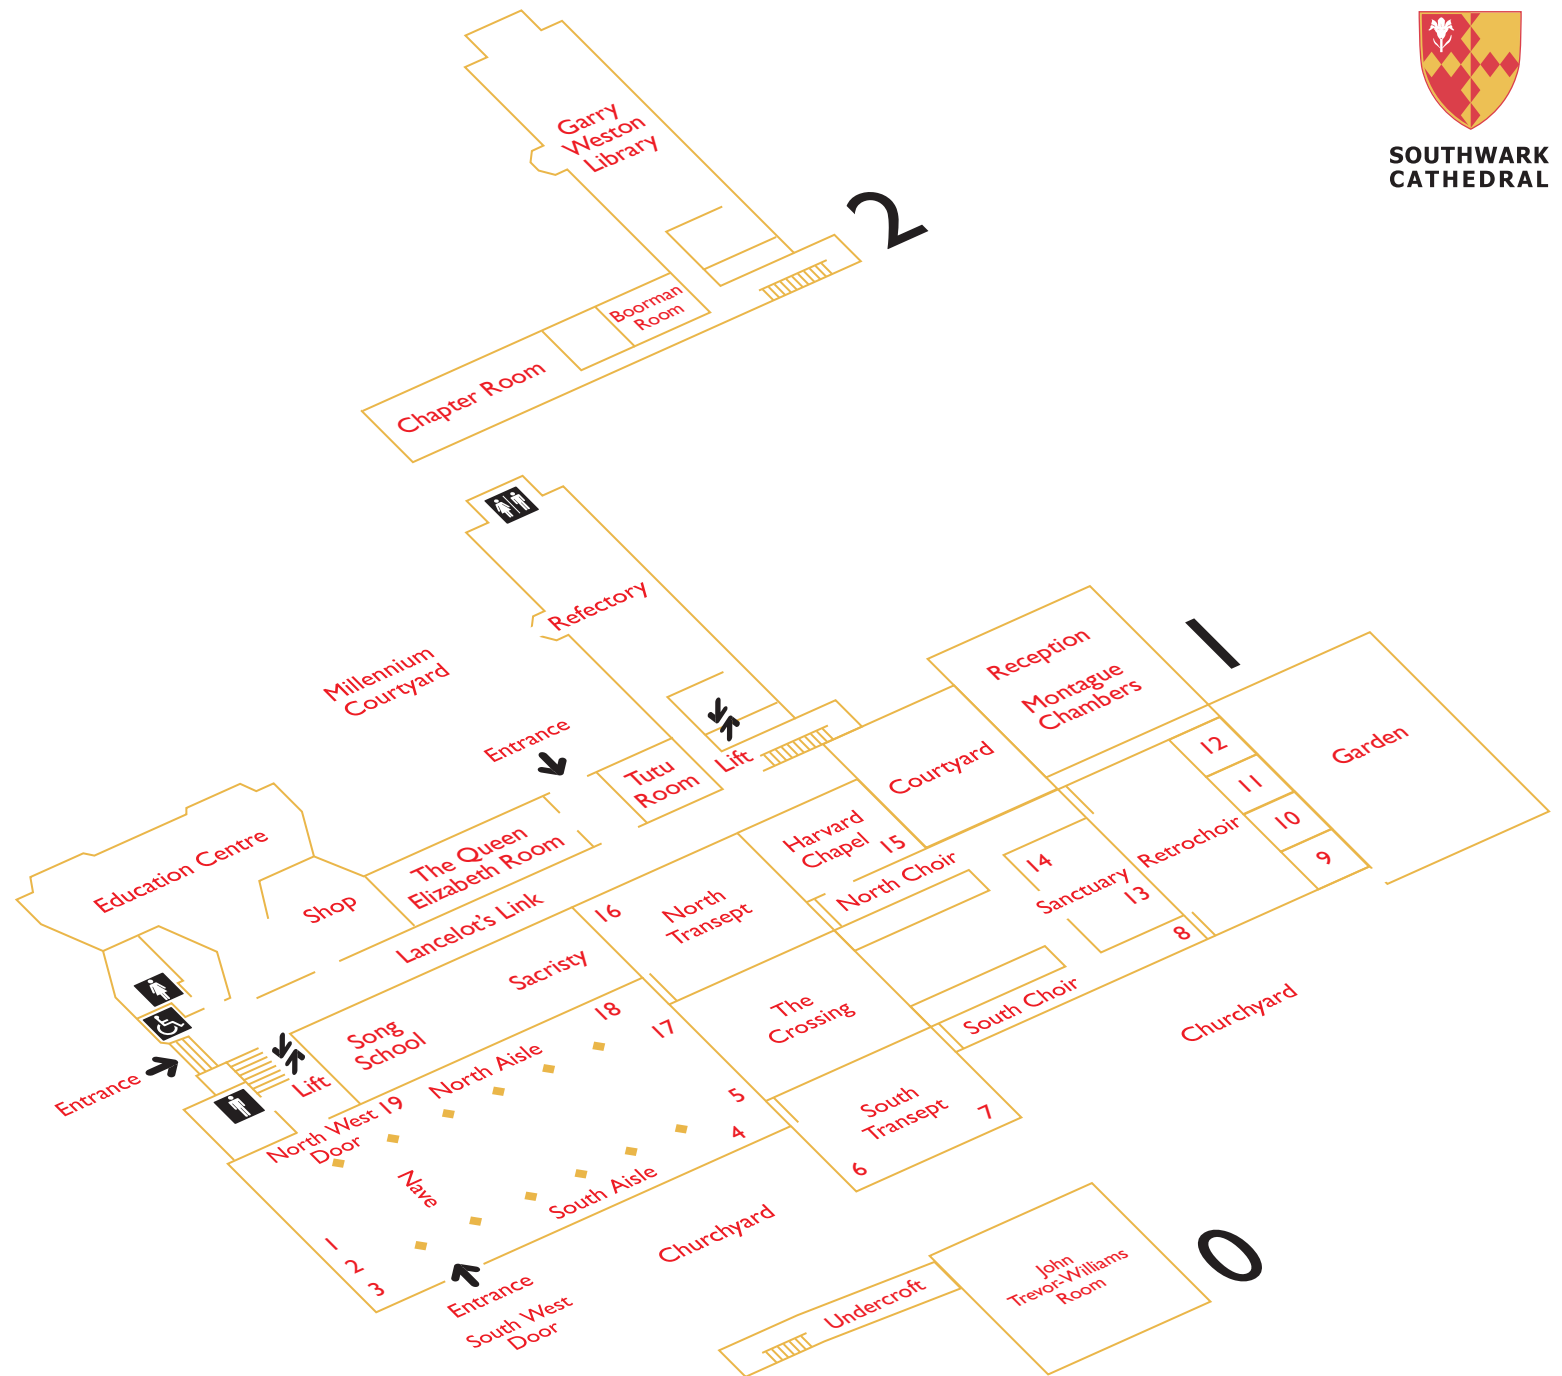 SOUTHWARK
CATHEDRAL
2
Garry
Weston
Library
Boorman
Room
Chapter Room
1
Refectory
Millennium
Courtyard
Entrance
Tutu
Room
Lift
Reception
Montague
Chambers
Courtyard
Garden
12
11
10
9
Retrochoir
Harvard
Chapel
15
North Choir
14
Sanctuary
13
8
South Choir
Churchyard
Education Centre
Shop
The Queen
Elizabeth Room
Lancelot's Link
16
North
Transept
Sacristy
Song
School
18
17
The
Crossing
Entrance
Lift
North West
Door
19
North Aisle
Nave
South Aisle
5
4
South
Transept
7
6
1
2
3
Entrance
South West
Door
Churchyard
0
John
Trevor-Williams
Room
Undercroft